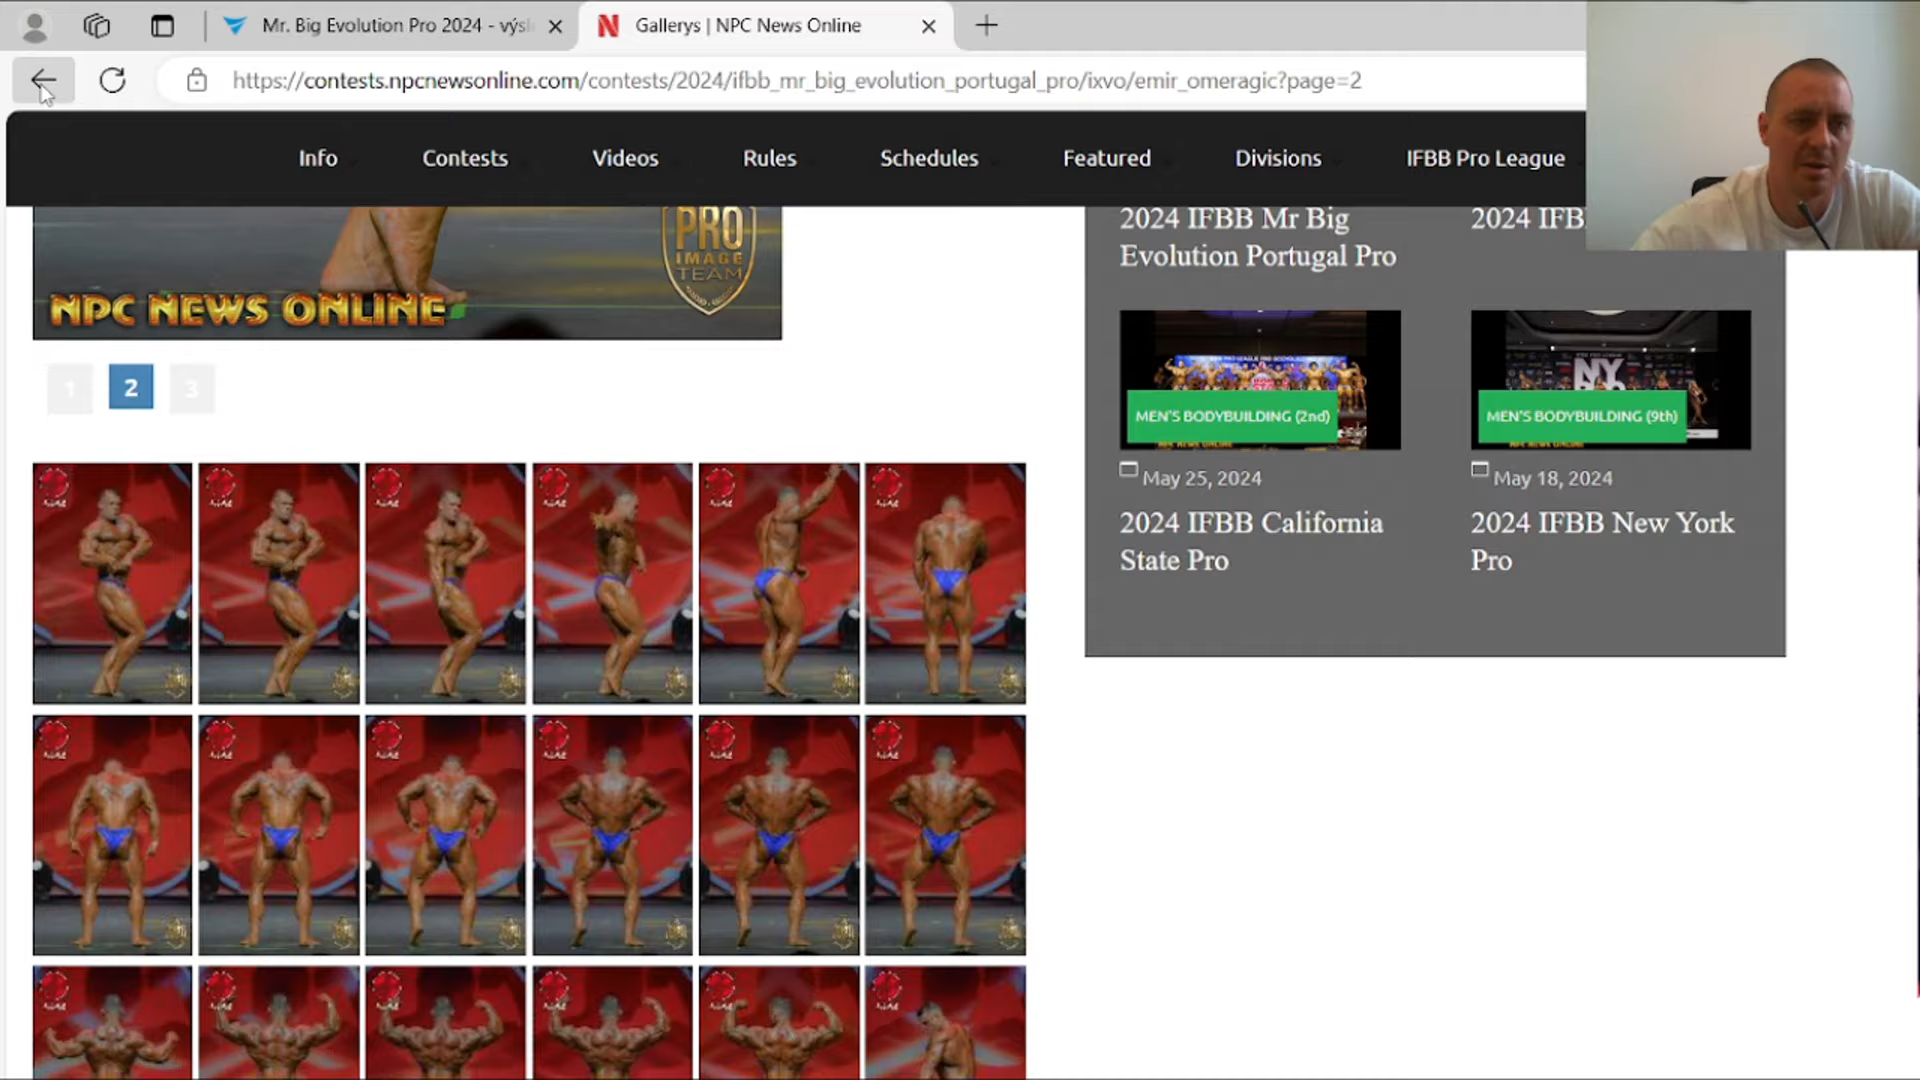 Mr. Big Evolution Pro 2024 - výsl
Gallerys | NPC News Online
https://contests.npcnewsonline.com/contests/2024/ifbb_mr_big_evolution_portugal_pro/ixvo/emir_omeragic?page=2
Info
Contests
Videos
Rules
Schedules
Featured
Divisions
IFBB Pro League
PRO
IMAGE
TEAM
NPC NEWS ONLINE
1
2
3
2024 IFBB Mr Big
Evolution Portugal Pro
2024 IFB
NY
MEN'S BODYBUILDING (2nd)
MEN'S BODYBUILDING (9th)
May 25, 2024
May 18, 2024
2024 IFBB California
State Pro
2024 IFBB New York
Pro